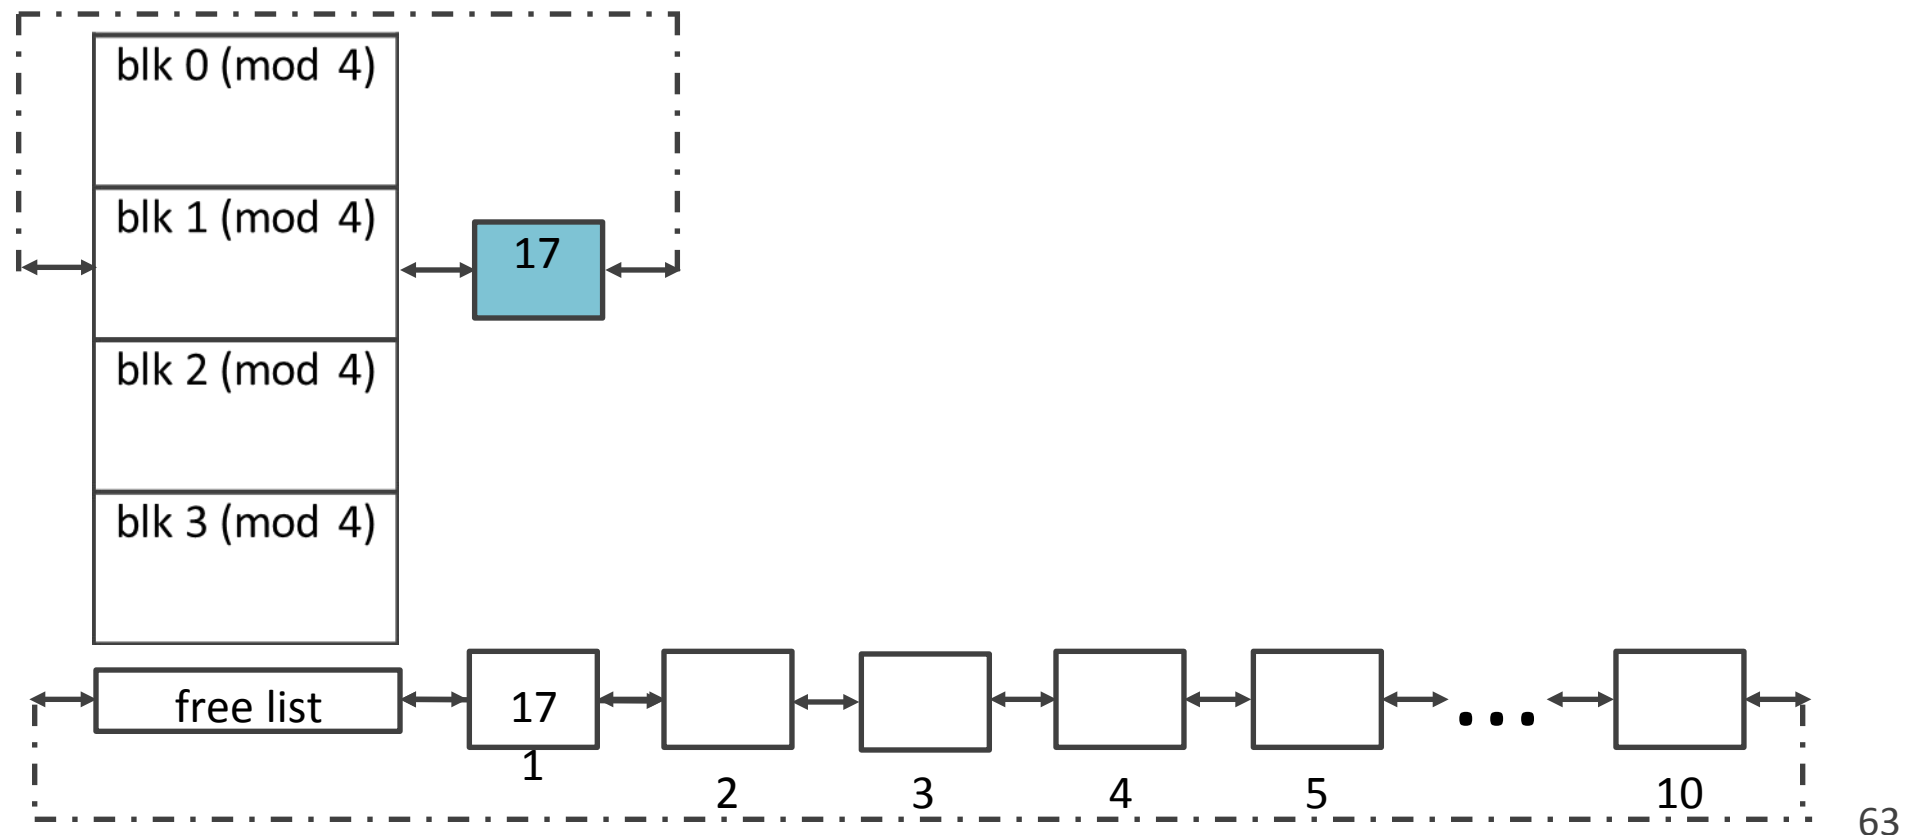 blk 0 (mod 4)
blk 1 (mod 4)
17
blk 2 (mod 4)
blk 3 (mod 4)
free list
17
...
1
2
3
4
5
10
63